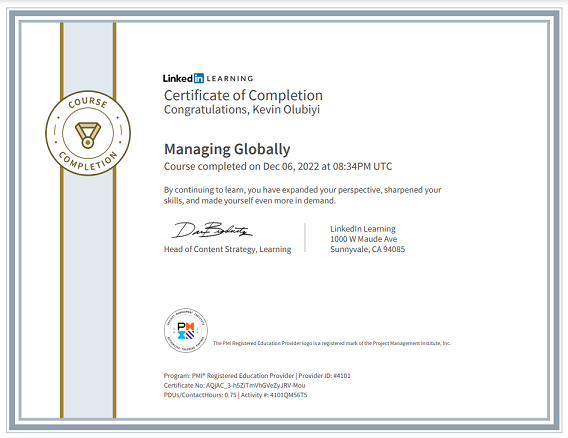 COURSE
COMPLETION
Linked in LEARNING
Certificate of Completion
Congratulations, Kevin Olubiyi
Managing Globally
Course completed on Dec 06, 2022 at 08:34PM UTC
By continuing to learn, you have expanded your perspective, sharpened your
skills, and made yourself even more in demand.
Head of Content Strategy, Learning
LinkedIn Learning
1000 W Maude Ave
Sunnyvale, CA 94085
PROJECT MANAGEMENT INSTITUTE
The PMI Registered Education Provider logo is a registered mark of the Project Management Institute, Inc.
Program: PMI® Registered Education Provider | Provider ID: #4101
Certificate No: AQjAC_3-h5ZiTmVhGVeZyJRV-Mou
PDUs/ContactHours: 0.75 | Activity #: 4101QM56T5